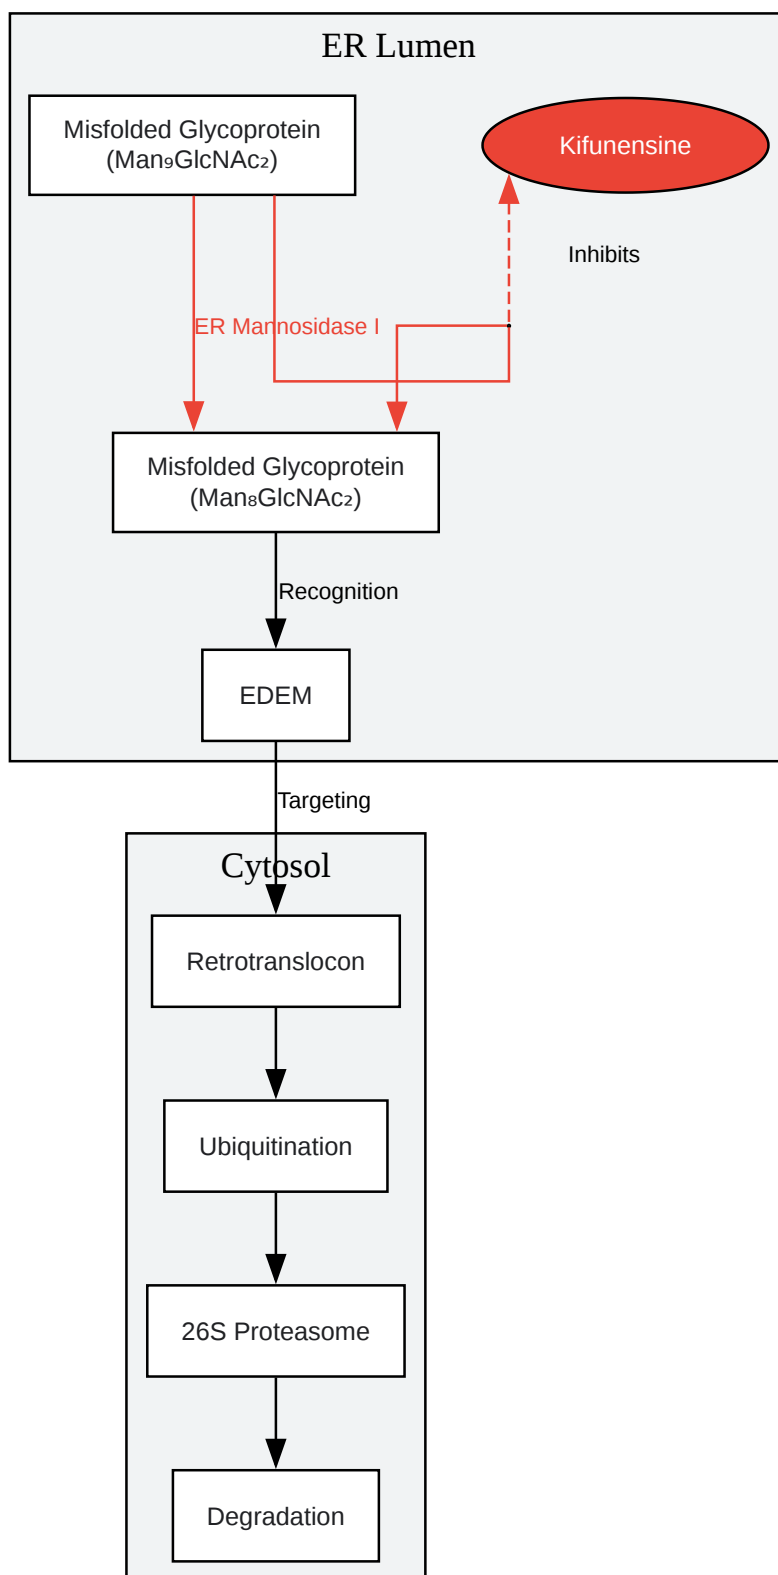 ER Lumen
Misfolded Glycoprotein
(Man₉GlcNAc₂)
Kifunensine
Inhibits
ER Mannosidase I
Misfolded Glycoprotein
(Man₈GlcNAc₂)
Recognition
EDEM
Targeting
Cytosol
Retrotranslocon
Ubiquitination
26S Proteasome
Degradation